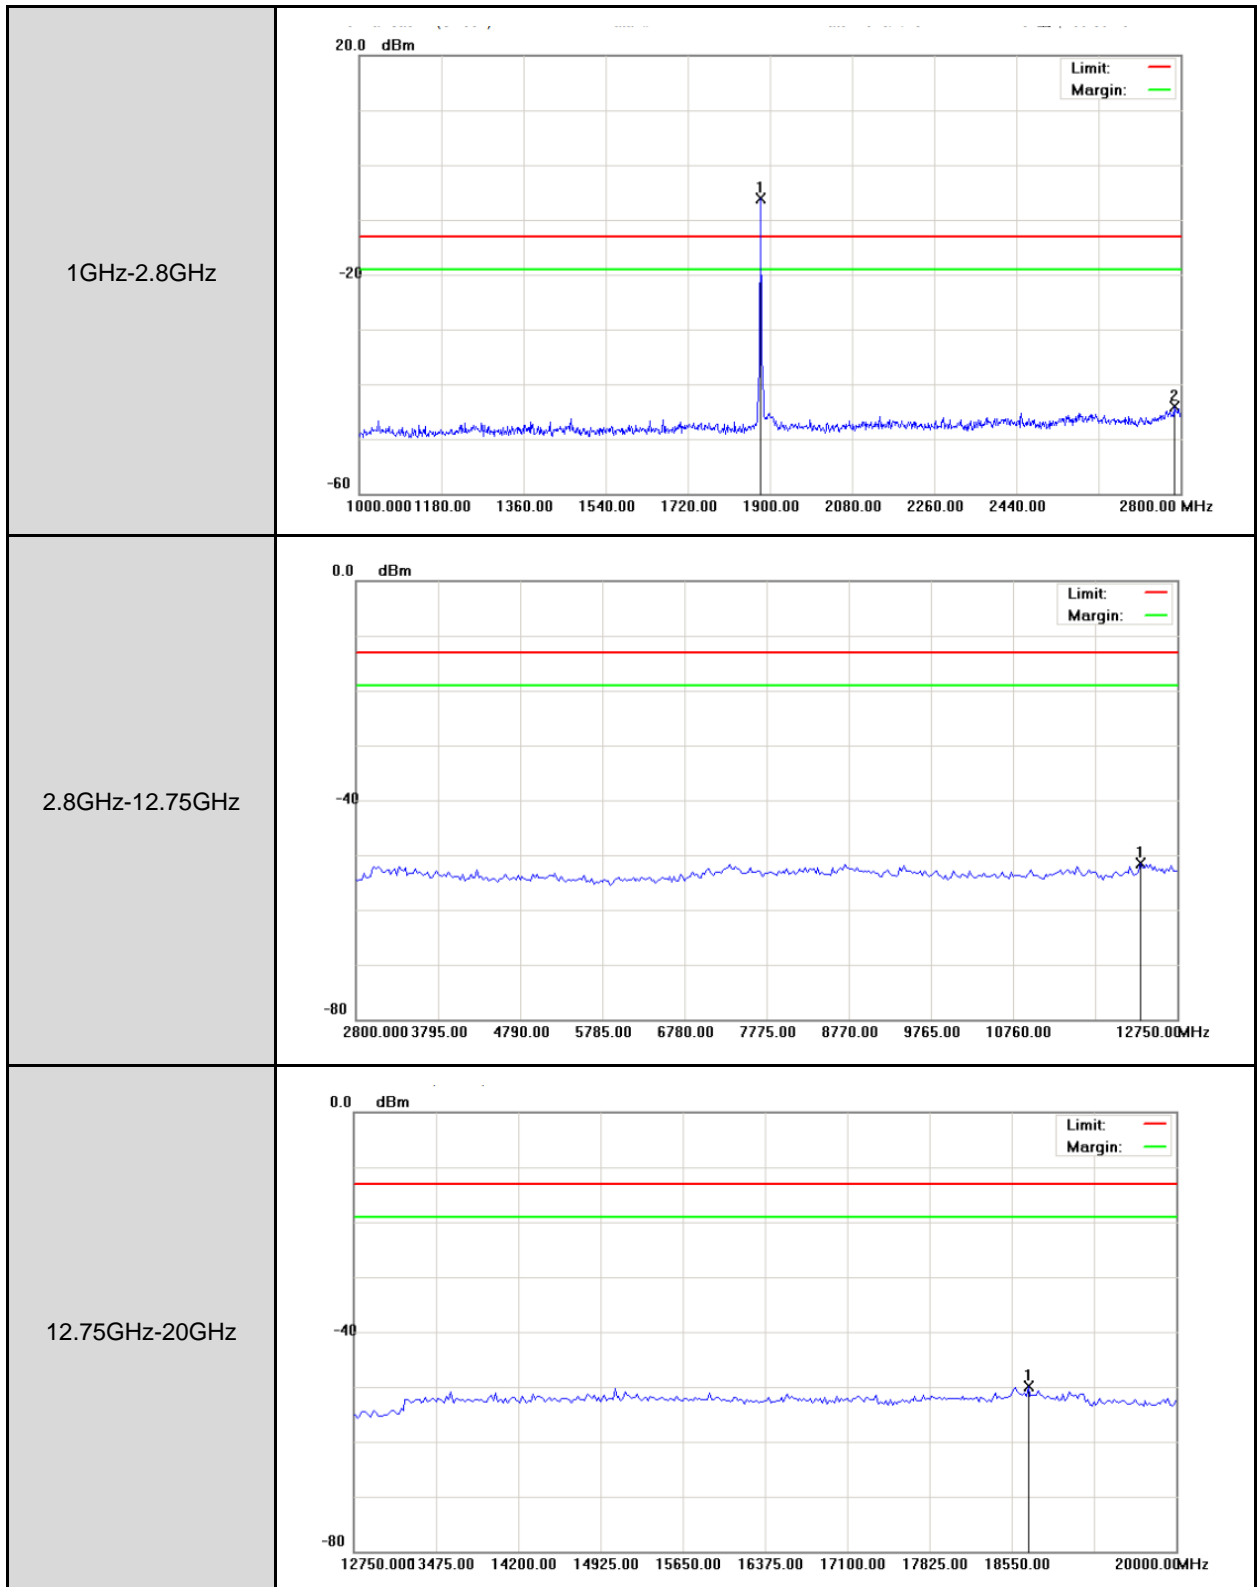 1GHz-2.8GHz
20.0 dBm
Limit:
Margin:
1
-20
2
-60
1000.000 1180.00 1360.00 1540.00 1720.00 1900.00 2080.00 2260.00 2440.00 2800.00 MHz
2.8GHz-12.75GHz
0.0 dBm
Limit:
Margin:
-40
1
-80
2800.000 3795.00 4790.00 5785.00 6780.00 7775.00 8770.00 9765.00 10760.00 12750.00 MHz
12.75GHz-20GHz
0.0 dBm
Limit:
Margin:
-40
1
-80
12750.000 13475.00 14200.00 14925.00 15650.00 16375.00 17100.00 17825.00 18550.00 20000.00 MHz